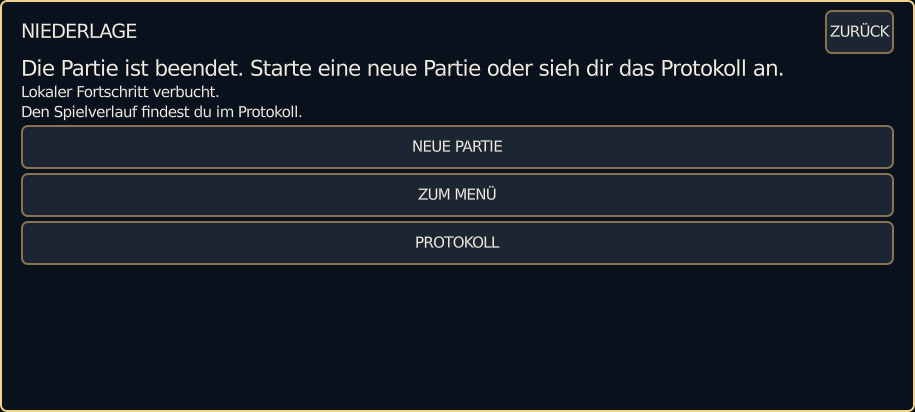 NIEDERLAGE
ZURÜCK
Die Partie ist beendet. Starte eine neue Partie oder sieh dir das Protokoll an.
Lokaler Fortschritt verbucht.
Den Spielverlauf findest du im Protokoll.
NEUE PARTIE
ZUM MENÜ
PROTOKOLL